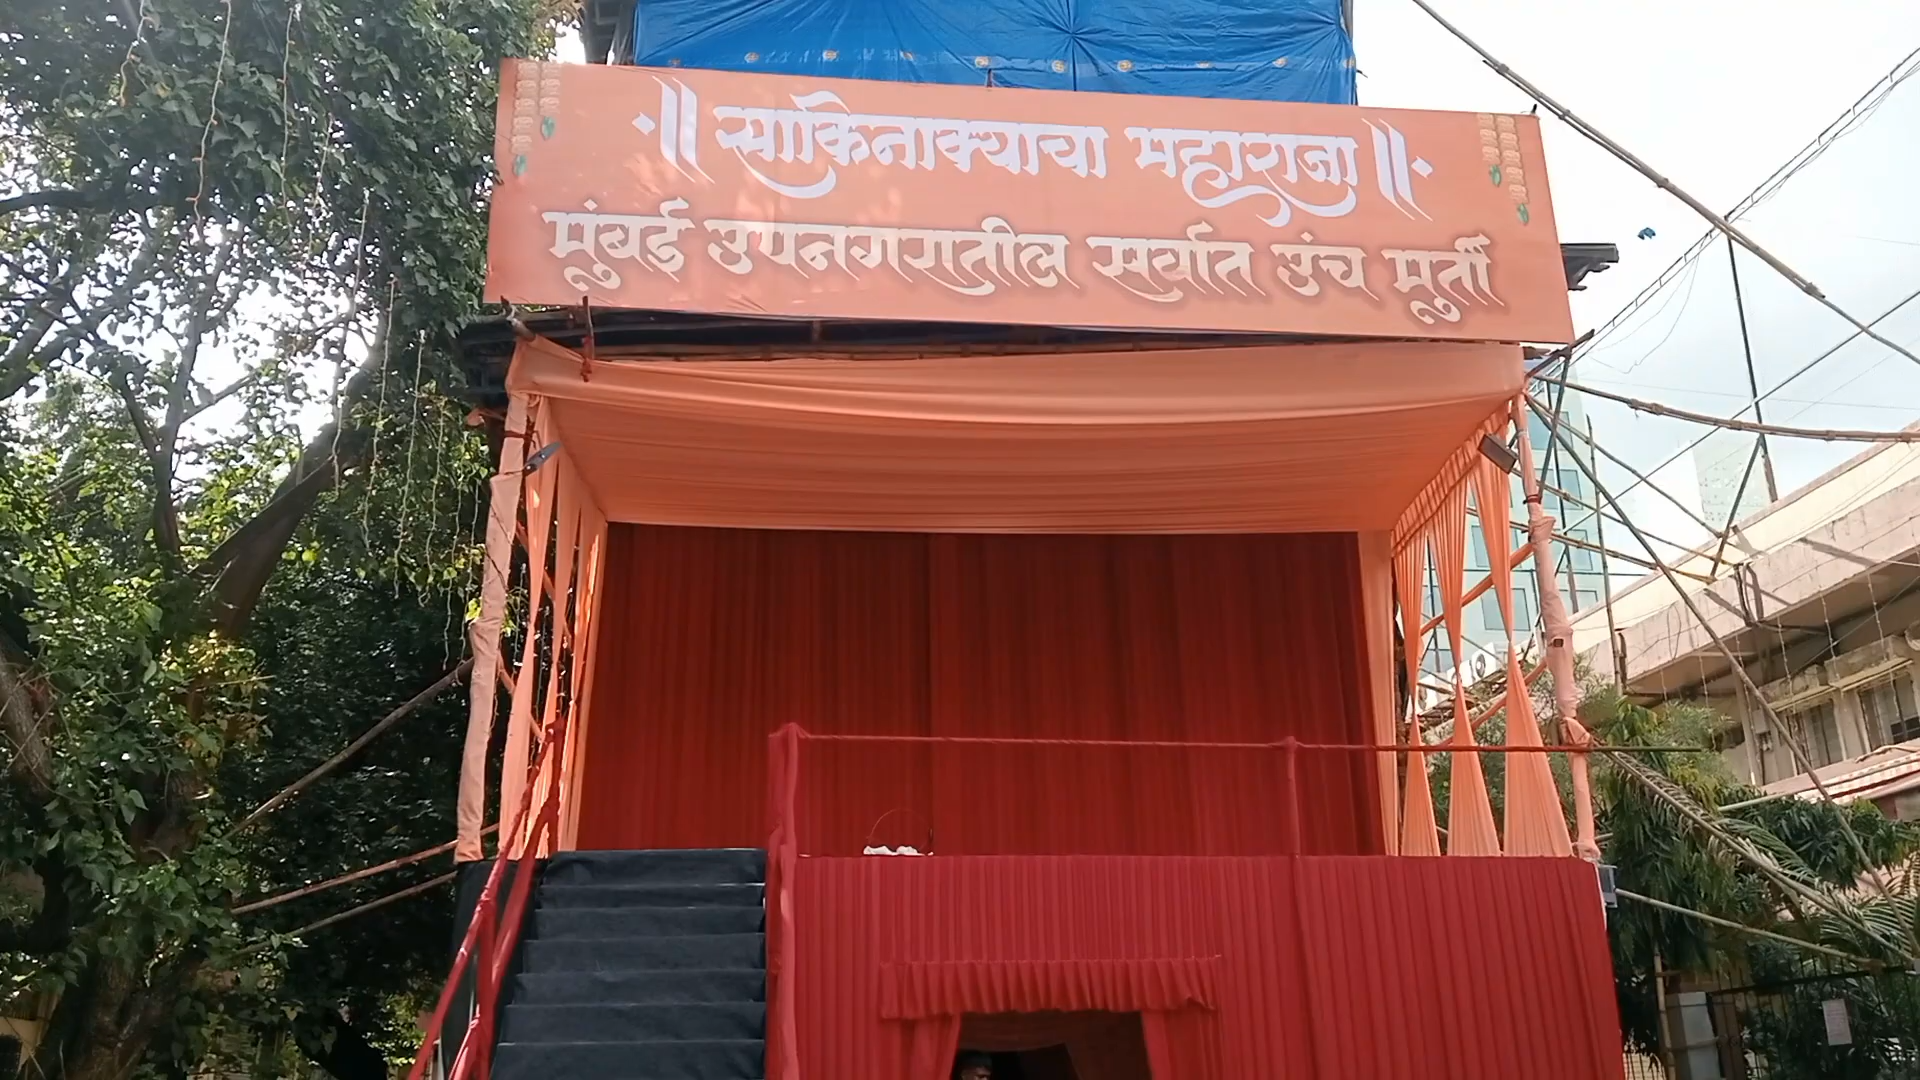 ॥ साकिनाक्याचा महाराजा ॥
मुंबई उपनगरातील सर्वात उंच मूर्ती